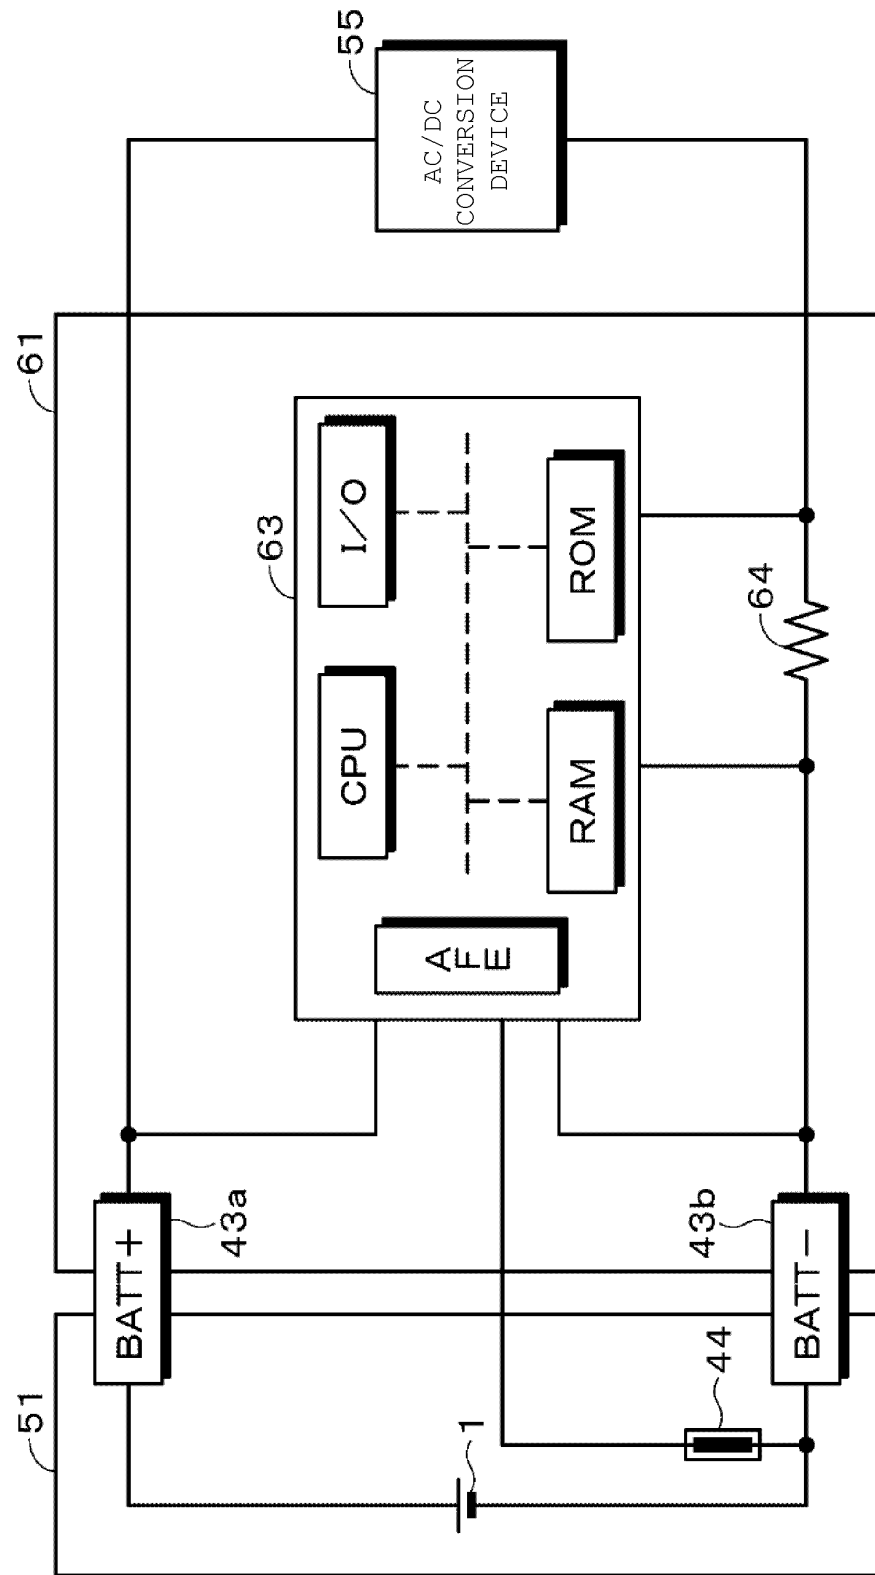 51
61
55
BATT+
43a
63
CPU
I/O
AC/DC
CONVERSION
DEVICE
AFE
1
RAM
ROM
44
43b
64
BATT−